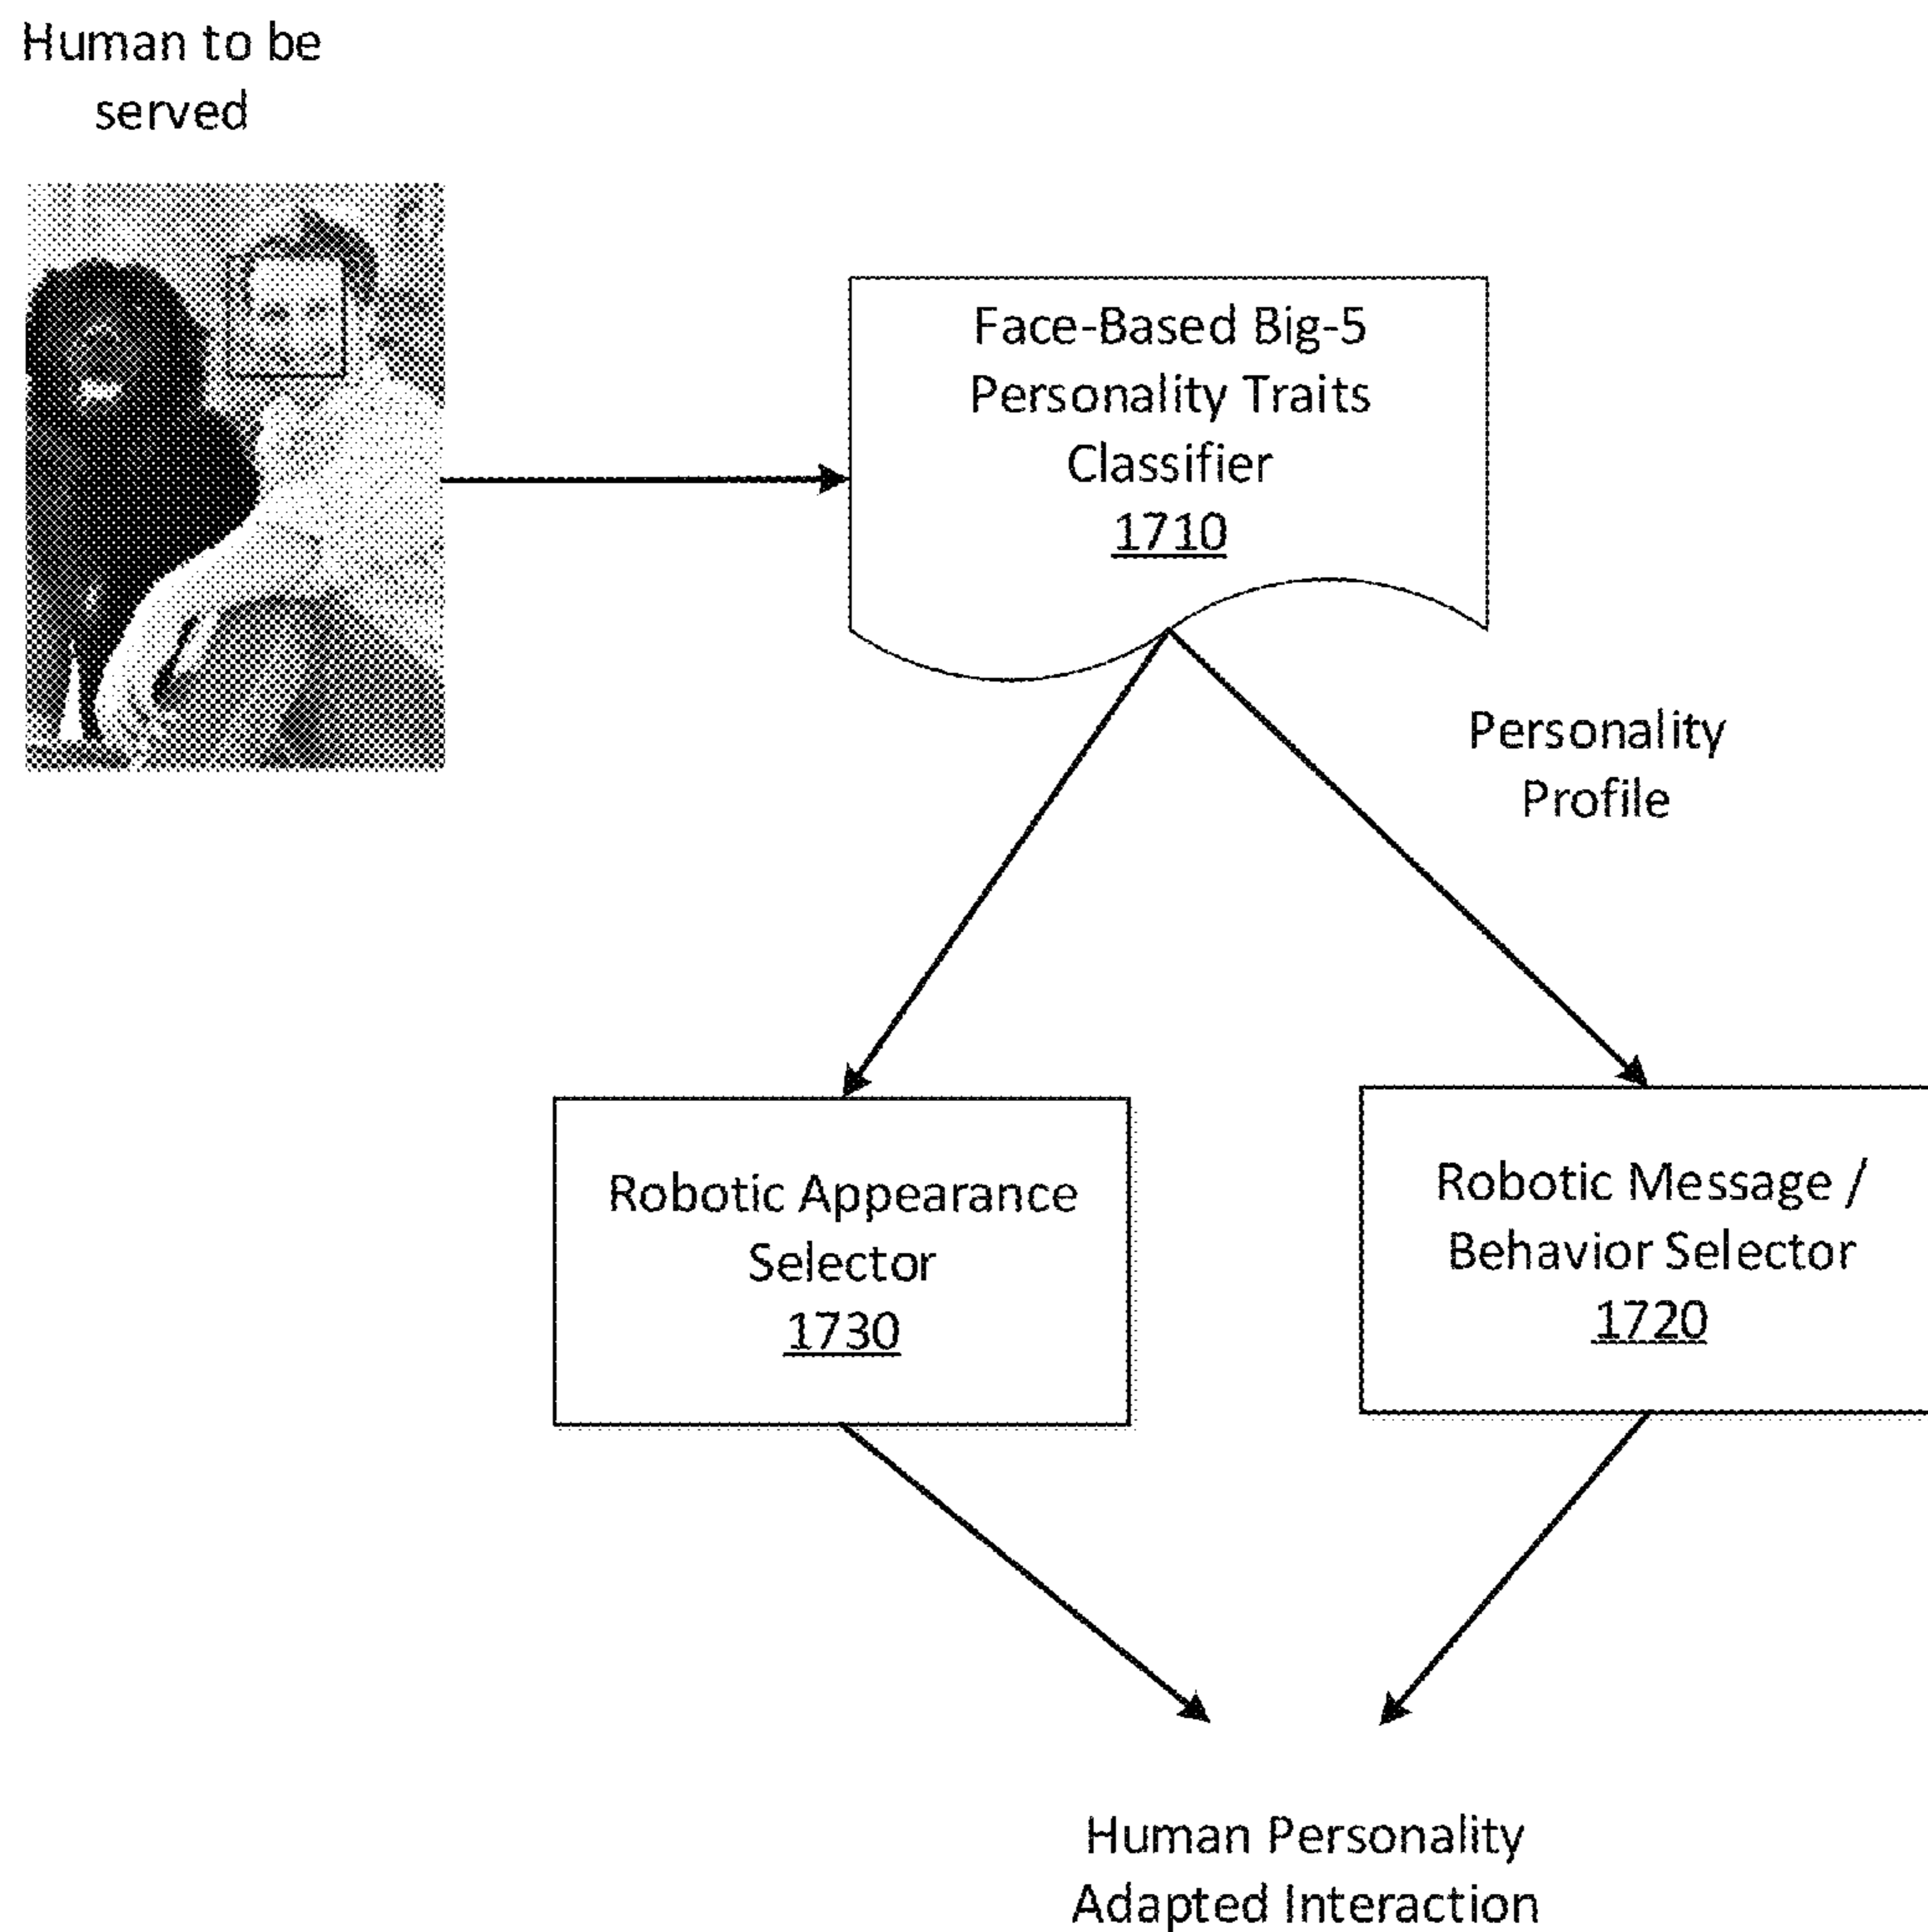 Human to be
served
Face-Based Big-5
Personality Traits
Classifier
1710
Personality
Profile
Robotic Appearance
Selector
1730
Robotic Message /
Behavior Selector
1720
Human Personality
Adapted Interaction